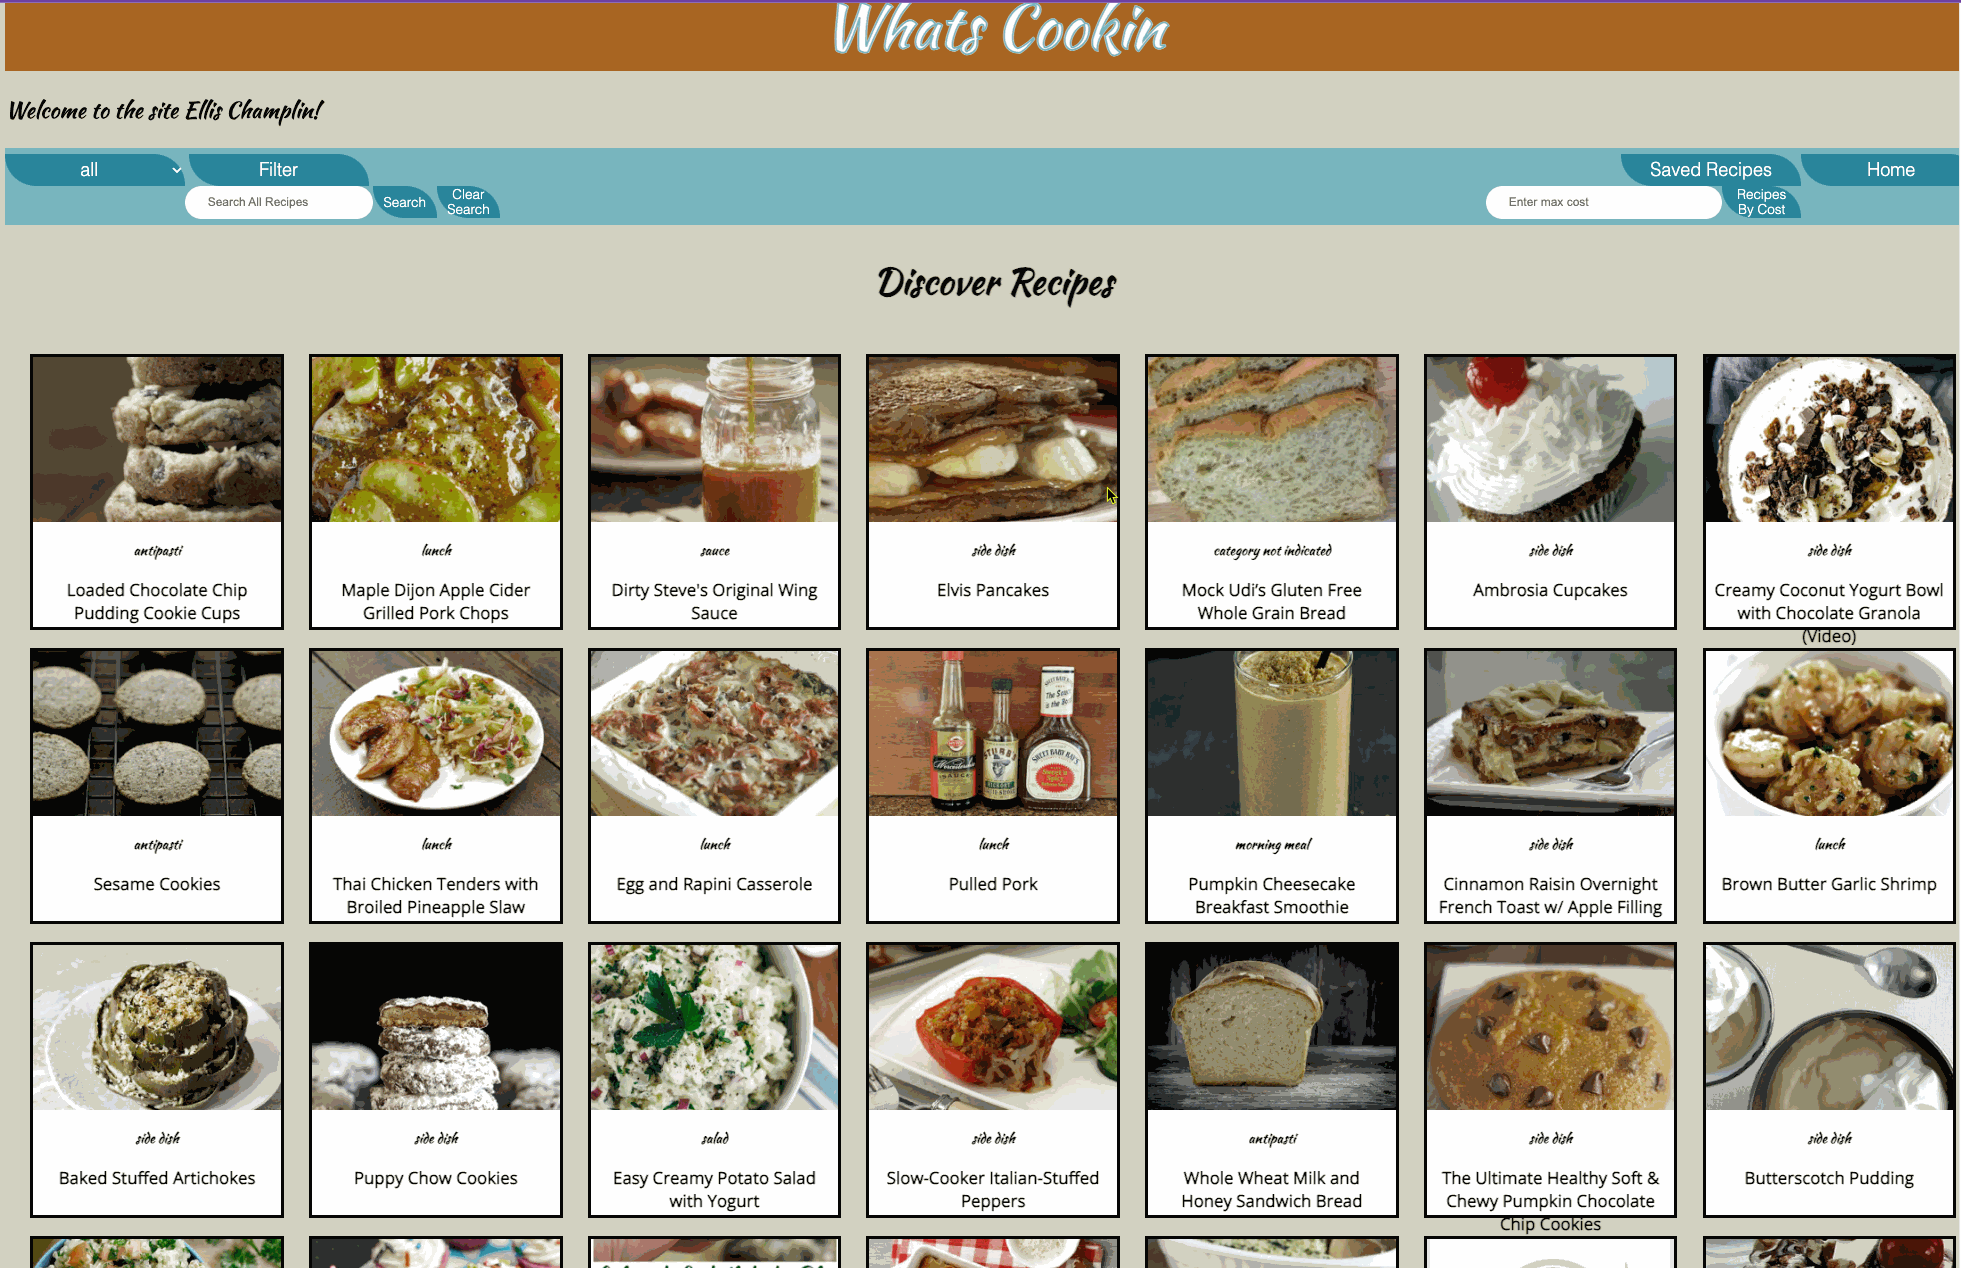 Whats Cookin
Welcome to the site Ellis Champlin!
all
Filter
Saved Recipes
Home
Search All Recipes
Search
Clear
Search
Enter max cost
Recipes
By Cost
Discover Recipes
antipasti
Loaded Chocolate Chip
Pudding Cookie Cups
lunch
Maple Dijon Apple Cider
Grilled Pork Chops
sauce
Dirty Steve's Original Wing
Sauce
side dish
Elvis Pancakes
category not indicated
Mock Udi’s Gluten Free
Whole Grain Bread
side dish
Ambrosia Cupcakes
side dish
Creamy Coconut Yogurt Bowl
with Chocolate Granola
(Video)
antipasti
Sesame Cookies
lunch
Thai Chicken Tenders with
Broiled Pineapple Slaw
lunch
Egg and Rapini Casserole
SWEET BABY RAY'S
lunch
Pulled Pork
morning meal
Pumpkin Cheesecake
Breakfast Smoothie
side dish
Cinnamon Raisin Overnight
French Toast w/ Apple Filling
lunch
Brown Butter Garlic Shrimp
side dish
Baked Stuffed Artichokes
side dish
Puppy Chow Cookies
salad
Easy Creamy Potato Salad
with Yogurt
side dish
Slow-Cooker Italian-Stuffed
Peppers
antipasti
Whole Wheat Milk and
Honey Sandwich Bread
side dish
The Ultimate Healthy Soft &
Chewy Pumpkin Chocolate
Chip Cookies
side dish
Butterscotch Pudding